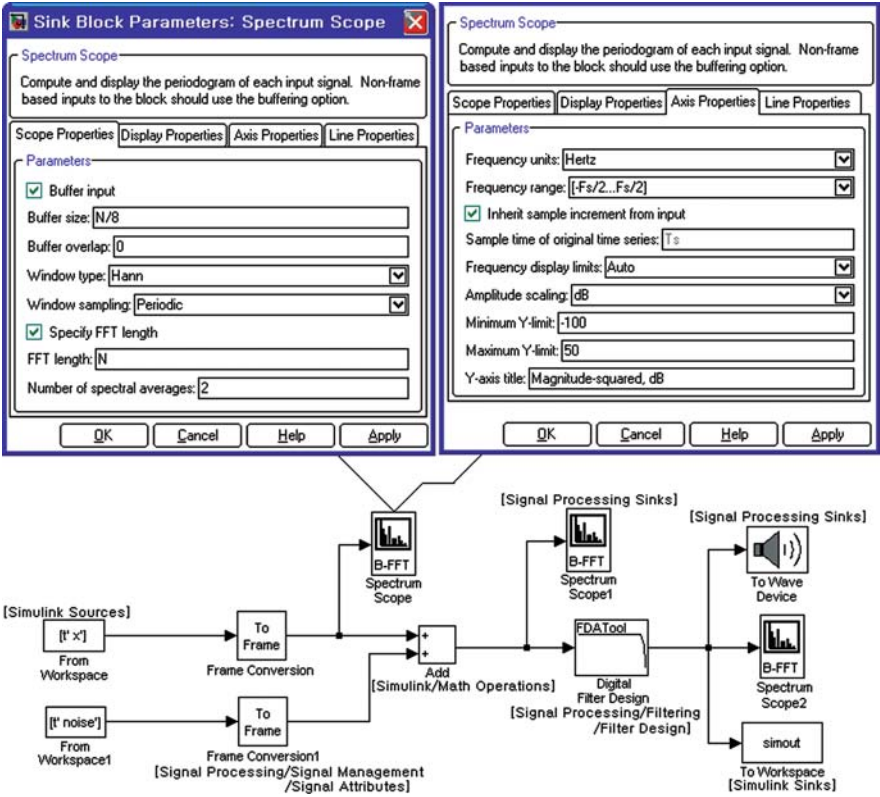 Sink Block Parameters: Spectrum Scope
Spectrum Scope
Compute and display the periodogram of each input signal. Non-frame
based inputs to the block should use the buffering option.
Scope Properties Display Properties Axis Properties Line Properties
Parameters
Buffer input
Buffer size: N/8
Buffer overlap: 0
Window type: Hann
Window sampling: Periodic
Specify FFT length
FFT length: N
Number of spectral averages: 2
OK Cancel Help Apply
Spectrum Scope
Compute and display the periodogram of each input signal. Non-frame
based inputs to the block should use the buffering option.
Scope Properties Display Properties Axis Properties Line Properties
Parameters
Frequency units: Hertz
Frequency range: [-Fs/2...Fs/2]
Inherit sample increment from input
Sample time of original time series: Ts
Frequency display limits: Auto
Amplitude scaling: dB
Minimum Y-limit: -100
Maximum Y-limit: 50
Y-axis title: Magnitude-squared, dB
OK Cancel Help Apply
[Signal Processing Sinks]
[Signal Processing Sinks]
B-FFT
Spectrum
Scope
B-FFT
Spectrum
Scope1
To Wave
Device
[Simulink Sources]
[t' x']
From
Workspace
To
Frame
Frame Conversion
+
+
Add
[Simulink/Math Operations]
FDATool
Digital
Filter Design
[Signal Processing/Filtering
/Filter Design]
B-FFT
Spectrum
Scope2
[t' noise']
From
Workspace1
To
Frame
Frame Conversion1
[Signal Processing/Signal Management
/Signal Attributes]
simout
To Workspace
[Simulink Sinks]